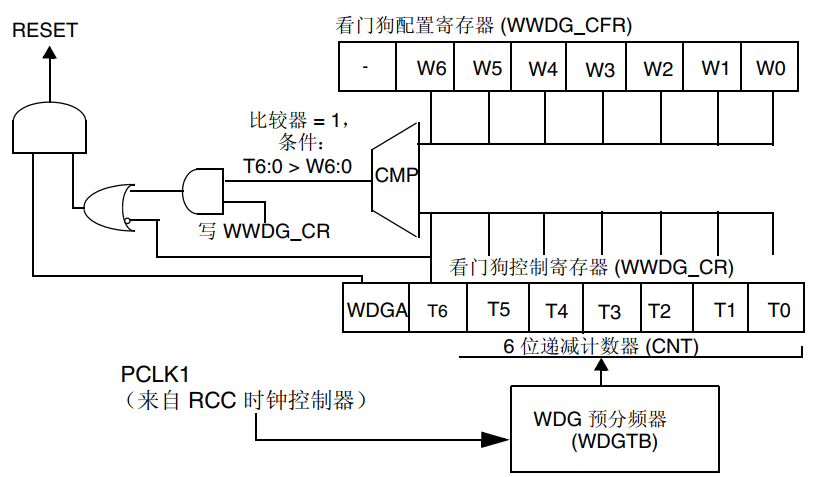 RESET
看门狗配置寄存器 (WWDG_CFR)
- W6 W5 W4 W3 W2 W1 W0
比较器 = 1，
条件：
T6:0 > W6:0
CMP
写 WWDG_CR
看门狗控制寄存器 (WWDG_CR)
WDGA T6 T5 T4 T3 T2 T1 T0
6 位递减计数器 (CNT)
PCLK1
（来自 RCC 时钟控制器）
WDG 预分频器
(WDGTB)